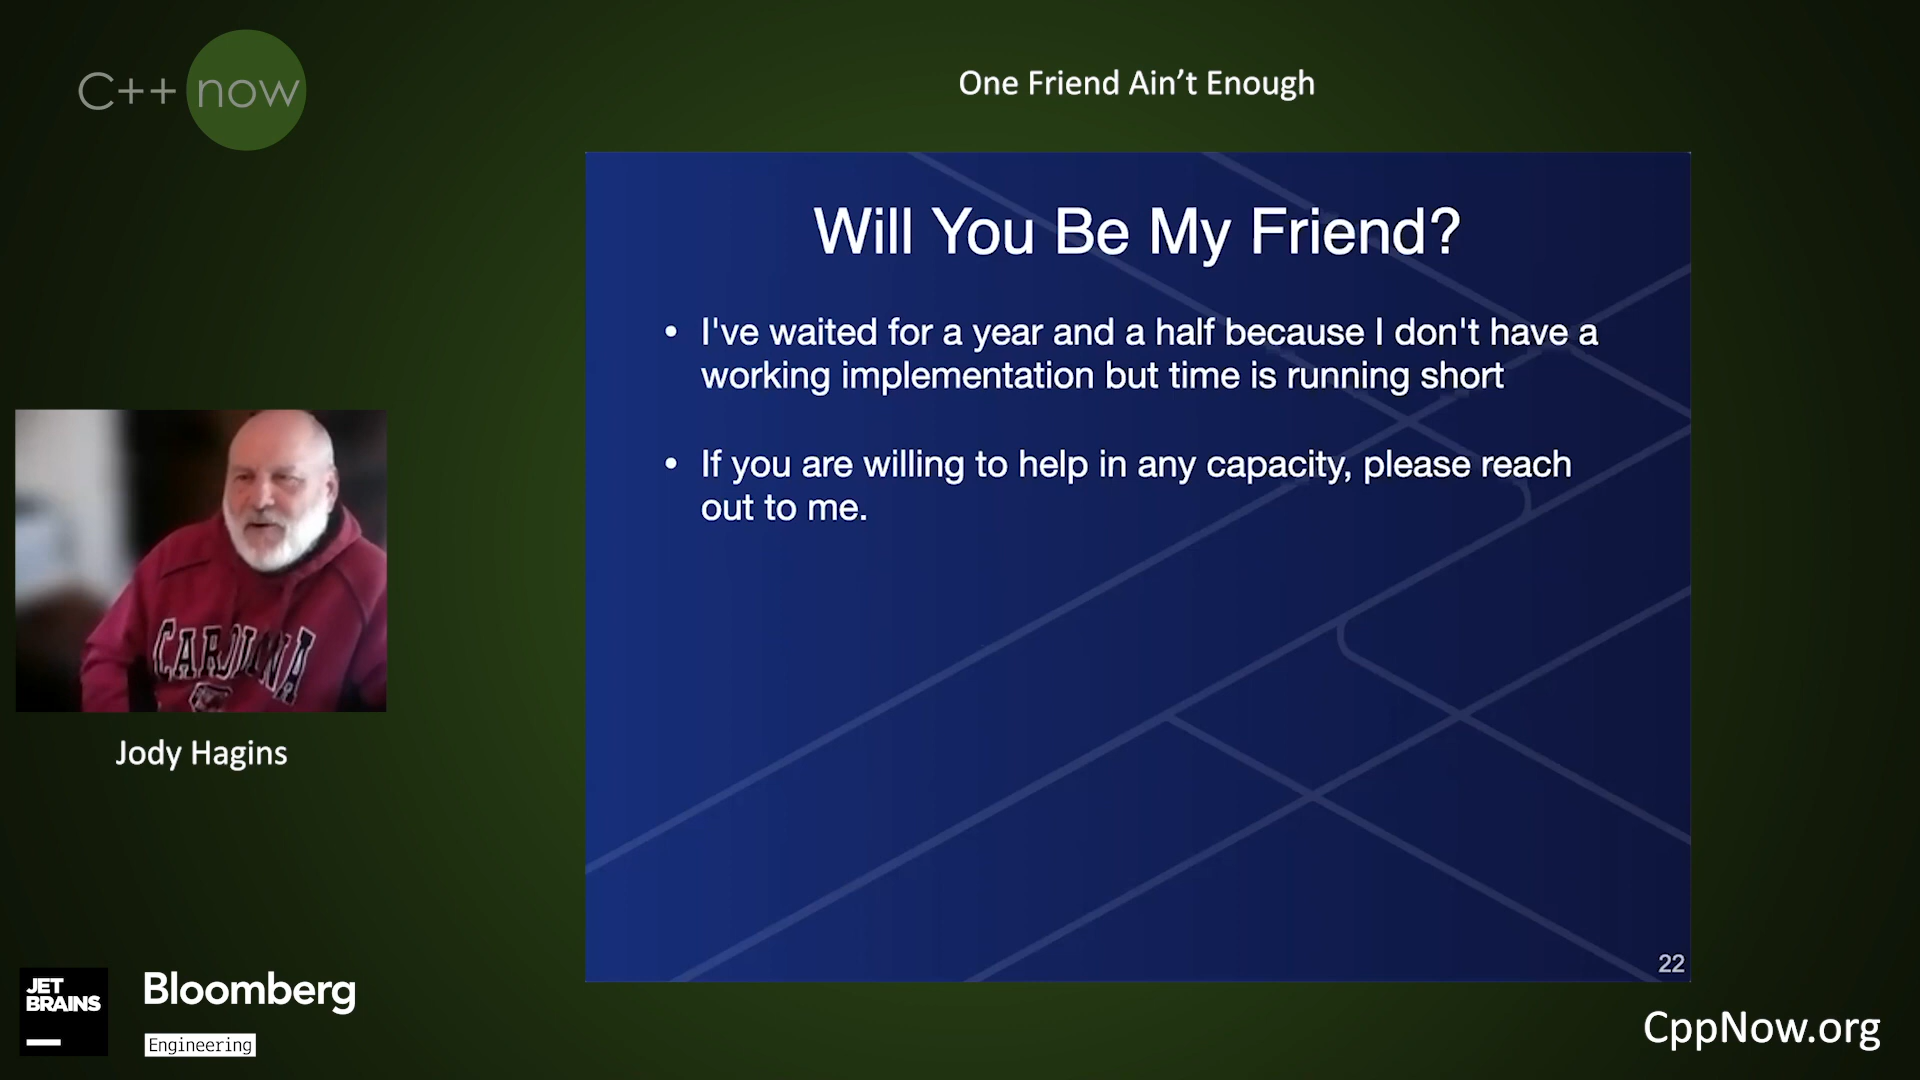 C++ now
One Friend Ain’t Enough
Will You Be My Friend?
• I've waited for a year and a half because I don't have a
working implementation but time is running short
• If you are willing to help in any capacity, please reach
out to me.
22
CAROLINA
Jody Hagins
JET
BRAINS
Bloomberg
Engineering
CppNow.org